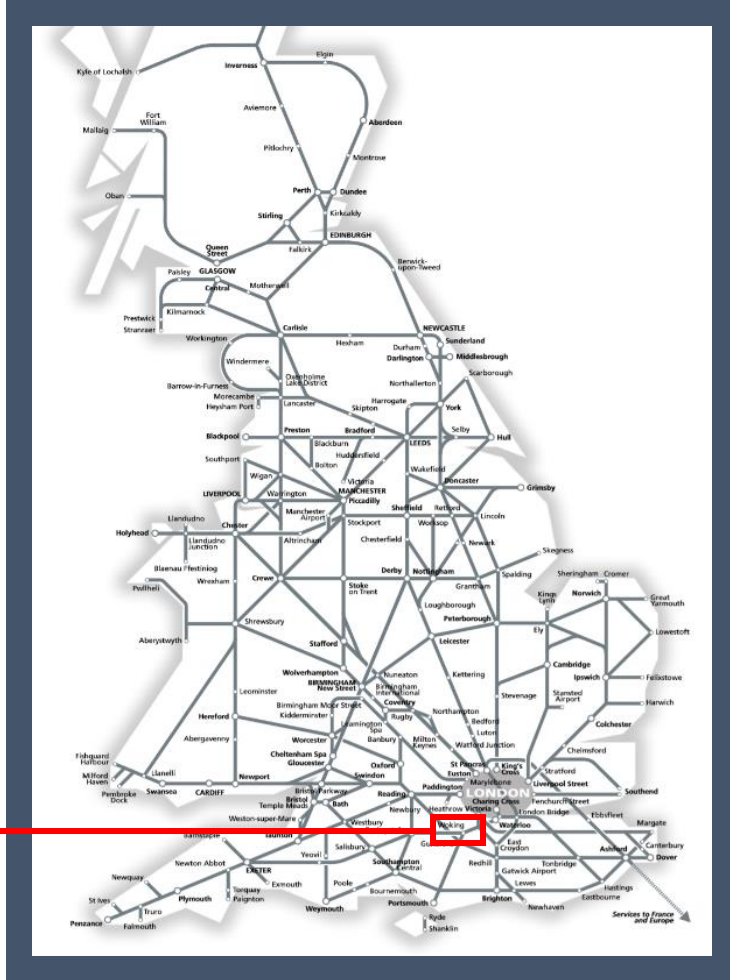 Elgin
Inverness
Kyle of Lochalsh
Aviemore
Fort
William
Aberdeen
Mallaig
Pitlochry
Montrose
Perth
Dundee
Oban
Kirkcaldy
Stirling
EDINBURGH
Queen
Street
Falkirk
Berwick-
upon-Tweed
Paisley
GLASGOW
Central
Motherwell
Kilmarnock
Prestwick
Stranraer
Carlisle
NEWCASTLE
Workington
Hexham
Sunderland
Durham
Windermere
Darlington
Middlesbrough
Scarborough
Oxenholme
Lake District
Barrow-in-Furness
Northallerton
Morecambe
Heysham Port
Lancaster
Harrogate
York
Skipton
Blackpool
Preston
Bradford
Selby
Hull
Blackburn
LEEDS
Huddersfield
Southport
Bolton
Wakefield
Wigan
Victoria
Doncaster
MANCHESTER
Grimsby
LIVERPOOL
Warrington
Piccadilly
Manchester
Airport
Sheffield
Retford
Llandudno
Chester
Stockport
Worksop
Lincoln
Holyhead
Llandudno
Junction
Altrincham
Chesterfield
Newark
Skegness
Blaenau Ffestiniog
Wrexham
Crewe
Stoke
on Trent
Derby
Nottingham
Grantham
Spalding
Sheringham
Cromer
Pwllheli
Kings
Lynn
Norwich
Great
Yarmouth
Loughborough
Shrewsbury
Peterborough
Ely
Lowestoft
Aberystwyth
Stafford
Leicester
Wolverhampton
Cambridge
BIRMINGHAM
New Street
Nuneaton
Kettering
Ipswich
Felixstowe
Birmingham
International
Leominster
Stevenage
Stansted
Airport
Birmingham Moor Street
Coventry
Harwich
Hereford
Kidderminster
Rugby
Northampton
Leamington
Spa
Bedford
Colchester
Abergavenny
Worcester
Banbury
Milton
Keynes
Luton
Cheltenham Spa
Watford Junction
Chelmsford
Fishguard
Harbour
Gloucester
Oxford
St Pancras
King's
Cross
Stratford
Milford
Haven
Llanelli
Newport
Swindon
Euston
Marylebone
Liverpool Street
Pembroke
Dock
Swansea
CARDIFF
Bristol Parkway
Reading
Paddington
LONDON
Southend
Bristol
Temple Meads
Bath
Newbury
Heathrow
Victoria
Charing Cross
Fenchurch Street
London Bridge
Ebbsfleet
Weston-super-Mare
Westbury
Woking
Waterloo
Margate
Barnstaple
Taunton
Salisbury
East
Croydon
Canterbury
Newton Abbot
Yeovil
Southampton
Central
Redhill
Tonbridge
Ashford
Dover
EXETER
Gatwick Airport
Newquay
Exmouth
Poole
Bournemouth
Lewes
Hastings
St Ives
Plymouth
Torquay
Paignton
Weymouth
Portsmouth
Brighton
Newhaven
Eastbourne
Truro
Penzance
Falmouth
Ryde
Shanklin
Services to France
and Europe